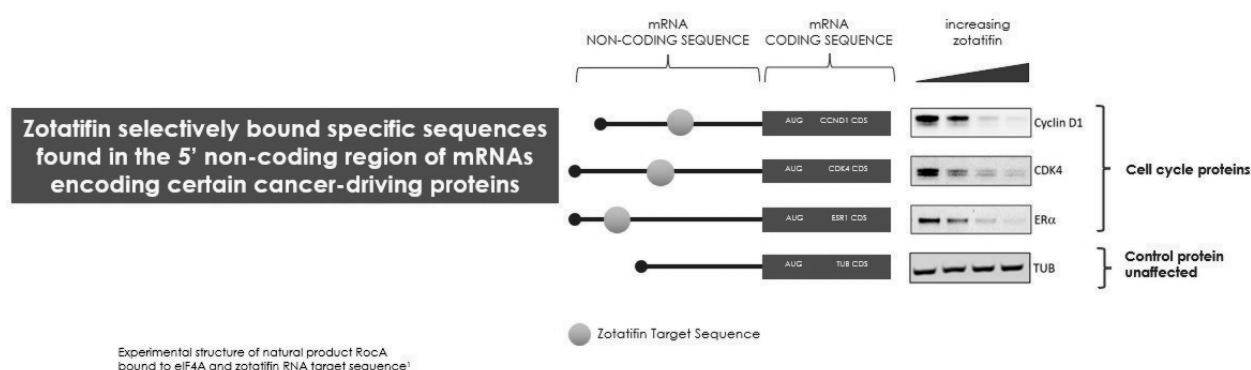 mRNA
NON-CODING SEQUENCE
mRNA
CODING SEQUENCE
increasing
zotatifin
Zotatifin selectively bound specific sequences
found in the 5’ non-coding region of mRNAs
encoding certain cancer-driving proteins
AUG CCND1 CDS
Cyclin D1
AUG CDK4 CDS
CDK4
Cell cycle proteins
AUG ESR1 CDS
ERα
AUG TUB CDS
TUB
Control protein
unaffected
Zotatifin Target Sequence
Experimental structure of natural product RocA
bound to eIF4A and zotatifin RNA target sequence¹